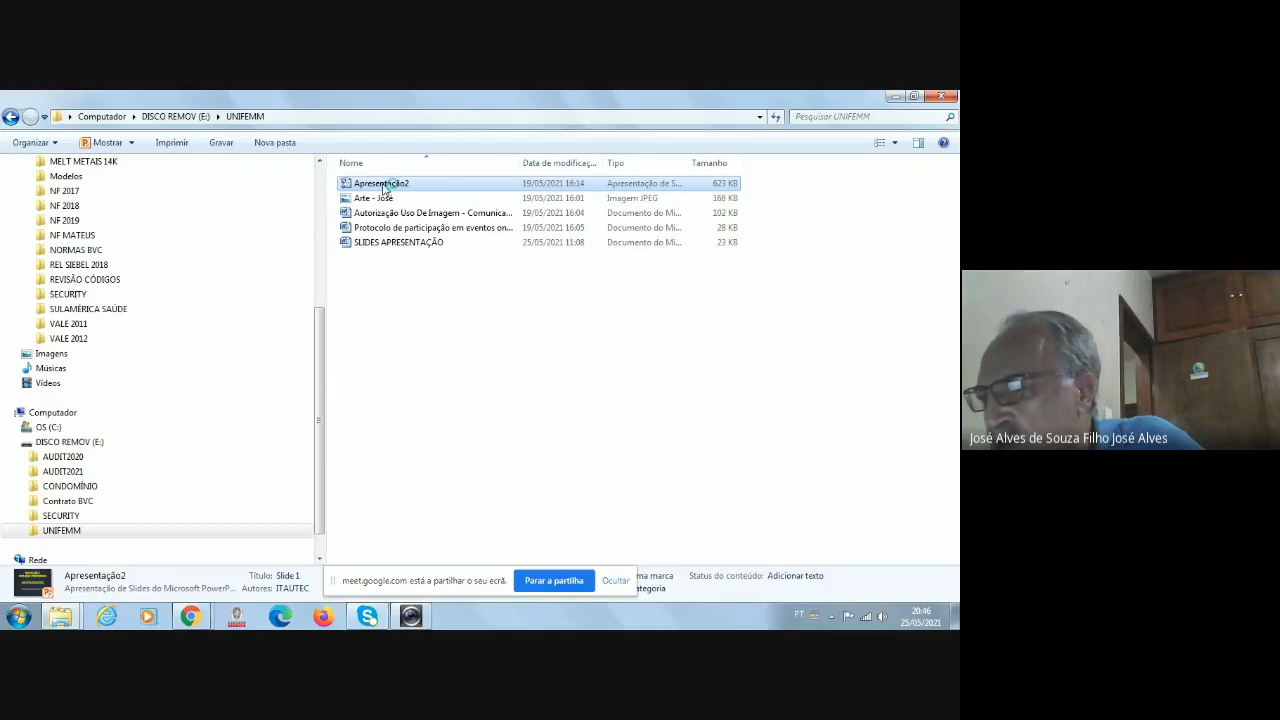 Computador
DISCO REMOV (E:)
UNIFEMM
Pesquisar UNIFEMM
Organizar
Mostrar
Imprimir
Gravar
Nova pasta
MELT METAIS 14K
Modelos
NF 2017
NF 2018
NF 2019
NF MATEUS
NORMAS BVC
REL SIEBEL 2018
REVISÃO CÓDIGOS
SECURITY
SULAMÉRICA SAÚDE
VALE 2011
VALE 2012
Imagens
Músicas
Vídeos
Computador
OS (C:)
DISCO REMOV (E:)
AUDIT2020
AUDIT2021
CONDOMÍNIO
Contrato BVC
SECURITY
UNIFEMM
Rede
Nome Data de modificaç... Tipo Tamanho
Apresentação2 19/05/2021 16:14 Apresentação de S... 623 KB
Arte - José 19/05/2021 16:01 Imagem JPEG 168 KB
Autorização Uso De Imagem - Comunica... 19/05/2021 16:04 Documento do Mi... 102 KB
Protocolo de participação em eventos on... 19/05/2021 16:05 Documento do Mi... 28 KB
SLIDES APRESENTAÇÃO 25/05/2021 11:08 Documento do Mi... 23 KB
José Alves de Souza Filho José Alves
Apresentação2
Apresentação de Slides do Microsoft PowerP...
Título: Slide 1
Autores: ITAUTEC
meet.google.com está a partilhar o seu ecrã.
Parar a partilha
Ocultar
ma marca
ategoria
Status do conteúdo: Adicionar texto
PT
20:46
25/05/2021